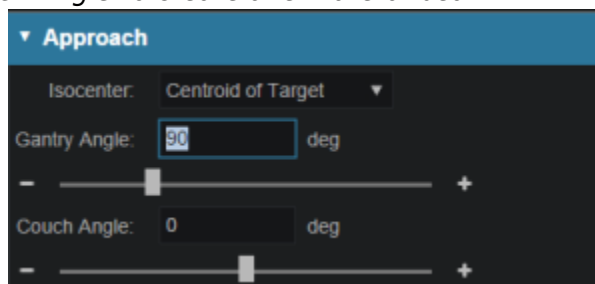 ▼ Approach
Isocenter: Centroid of Target ▼
Gantry Angle: 90 deg
− +
Couch Angle: 0 deg
− +